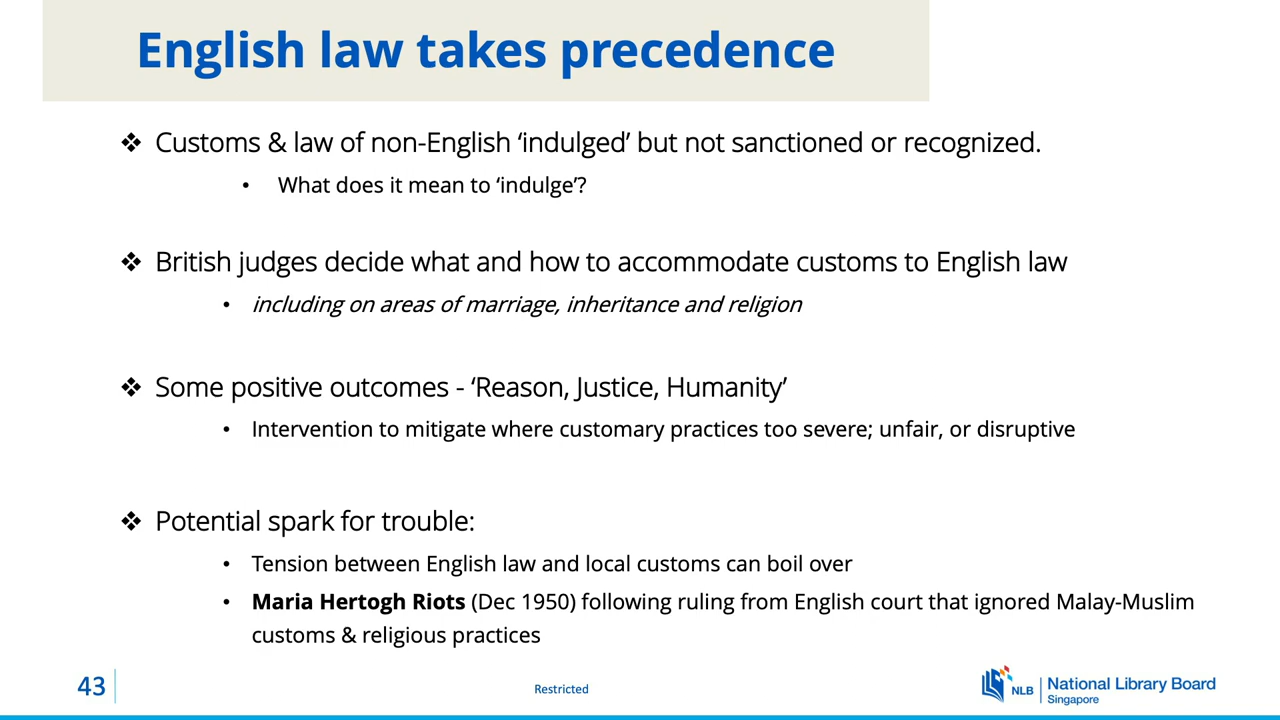 English law takes precedence
❖ Customs & law of non-English ‘indulged’ but not sanctioned or recognized.
• What does it mean to ‘indulge’?
❖ British judges decide what and how to accommodate customs to English law
• including on areas of marriage, inheritance and religion
❖ Some positive outcomes - ‘Reason, Justice, Humanity’
• Intervention to mitigate where customary practices too severe; unfair, or disruptive
❖ Potential spark for trouble:
• Tension between English law and local customs can boil over
• Maria Hertogh Riots (Dec 1950) following ruling from English court that ignored Malay-Muslim
customs & religious practices
43
Restricted
NLB
National Library Board
Singapore